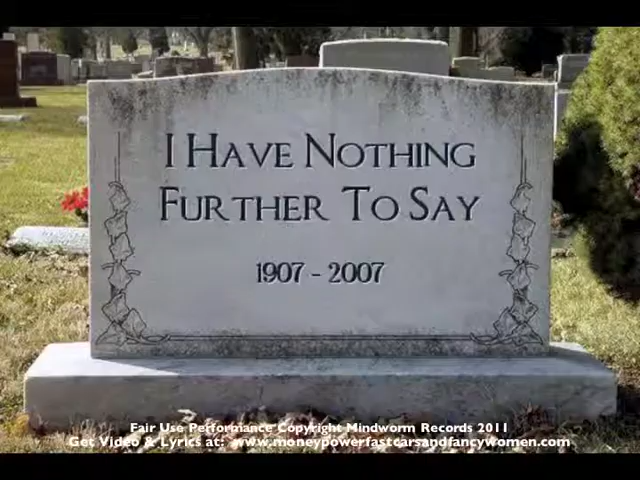 I Have Nothing
Further To Say
1907 - 2007
Fair Use Performance Copyright Mindworm Records 2011
Get Video & Lyrics at: www.moneypowerfastcarsandfancywomen.com